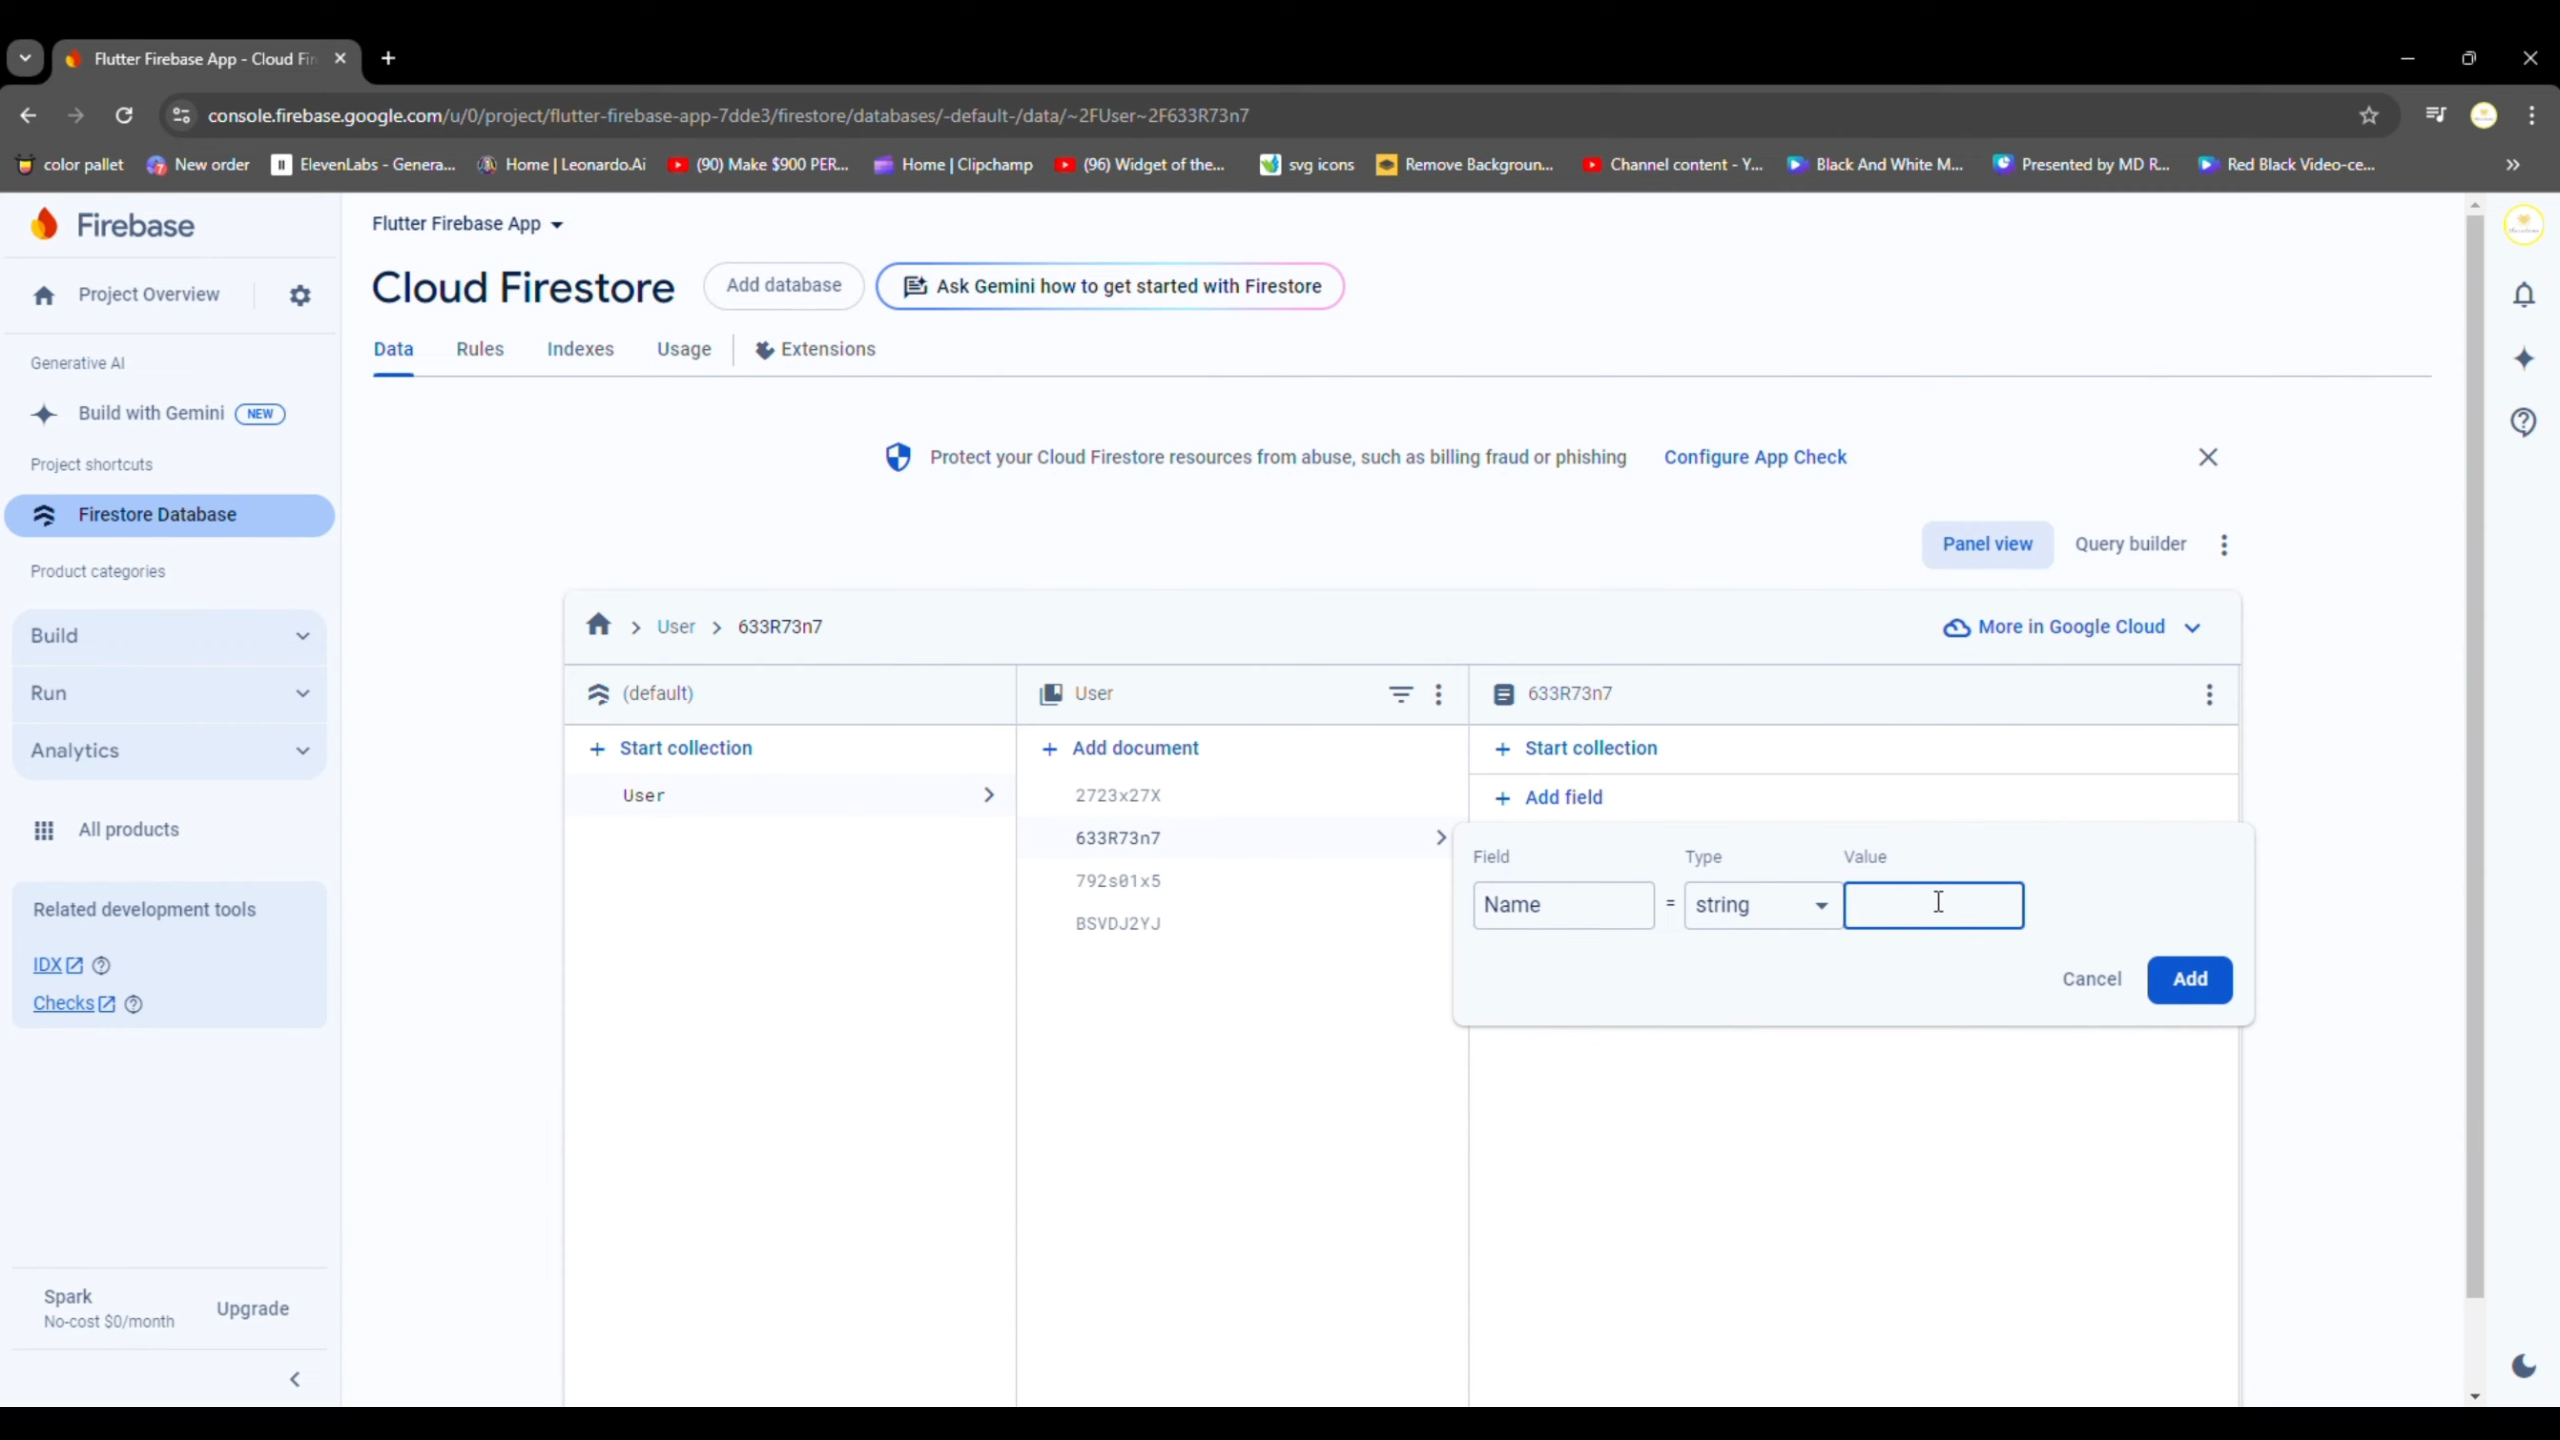 Flutter Firebase App - Cloud Fir
console.firebase.google.com/u/0/project/flutter-firebase-app-7dde3/firestore/databases/-default-/data/~2FUser~2F633R73n7
color pallet
New order
ElevenLabs - Genera...
Home | Leonardo.Ai
(90) Make $900 PER...
Home | Clipchamp
(96) Widget of the...
svg icons
Remove Backgroun...
Channel content - Y...
Black And White M...
Presented by MD R...
Red Black Video-ce...
Firebase
Project Overview
Generative AI
Build with Gemini NEW
Project shortcuts
Firestore Database
Product categories
Build
Run
Analytics
All products
Related development tools
IDX
Checks
Spark
No-cost $0/month
Upgrade
Flutter Firebase App
Cloud Firestore
Add database
Ask Gemini how to get started with Firestore
Data
Rules
Indexes
Usage
Extensions
Protect your Cloud Firestore resources from abuse, such as billing fraud or phishing
Configure App Check
Panel view
Query builder
User > 633R73n7
More in Google Cloud
(default)
+ Start collection
User
User
+ Add document
2723x27X
633R73n7
792s01x5
BSVDJ2YJ
633R73n7
+ Start collection
+ Add field
Field
Type
Value
Name
=
string
Cancel
Add